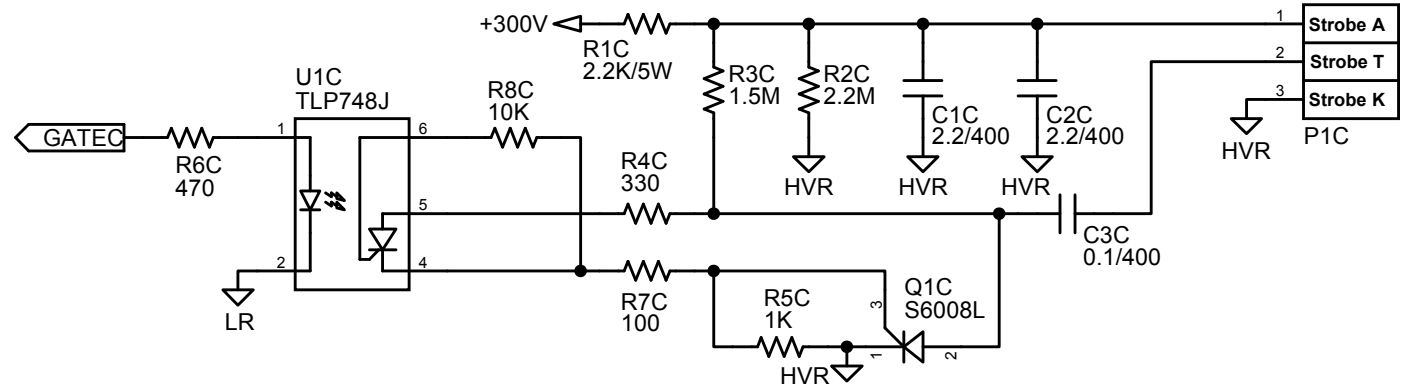 +300V
R1C
2.2K/5W
R3C
1.5M
R2C
2.2M
C1C
2.2/400
C2C
2.2/400
HVR
HVR
HVR
1
Strobe A
2
Strobe T
3
Strobe K
P1C
HVR
U1C
TLP748J
GATEC
R6C
470
1
2
LR
6
5
4
R8C
10K
R4C
330
R7C
100
R5C
1K
HVR
3
1
2
Q1C
S6008L
C3C
0.1/400